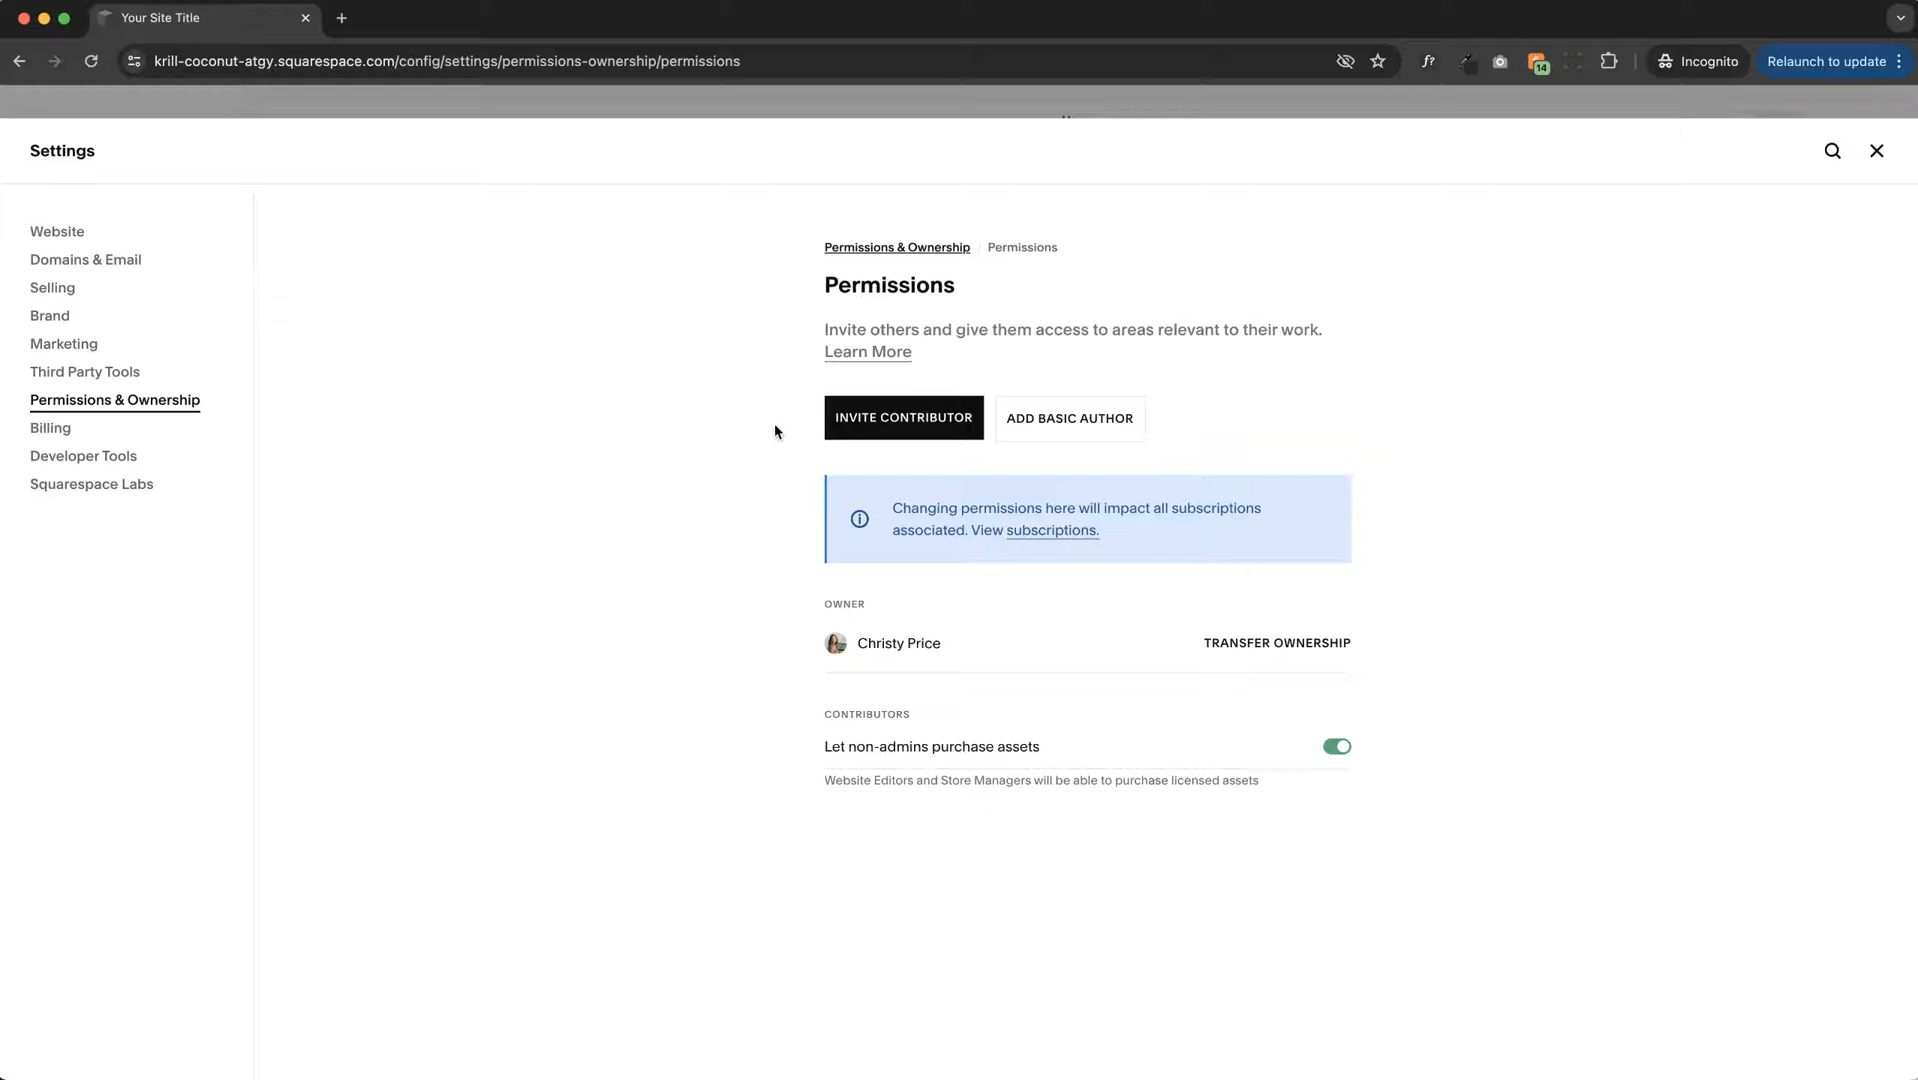 Your Site Title
krill-coconut-atgy.squarespace.com/config/settings/permissions-ownership/permissions
f?
14
Incognito
Relaunch to update
Settings
Website
Domains & Email
Selling
Brand
Marketing
Third Party Tools
Permissions & Ownership
Billing
Developer Tools
Squarespace Labs
Permissions & Ownership / Permissions
Permissions
Invite others and give them access to areas relevant to their work.
Learn More
INVITE CONTRIBUTOR
ADD BASIC AUTHOR
Changing permissions here will impact all subscriptions
associated. View subscriptions.
OWNER
Christy Price
TRANSFER OWNERSHIP
CONTRIBUTORS
Let non-admins purchase assets
Website Editors and Store Managers will be able to purchase licensed assets